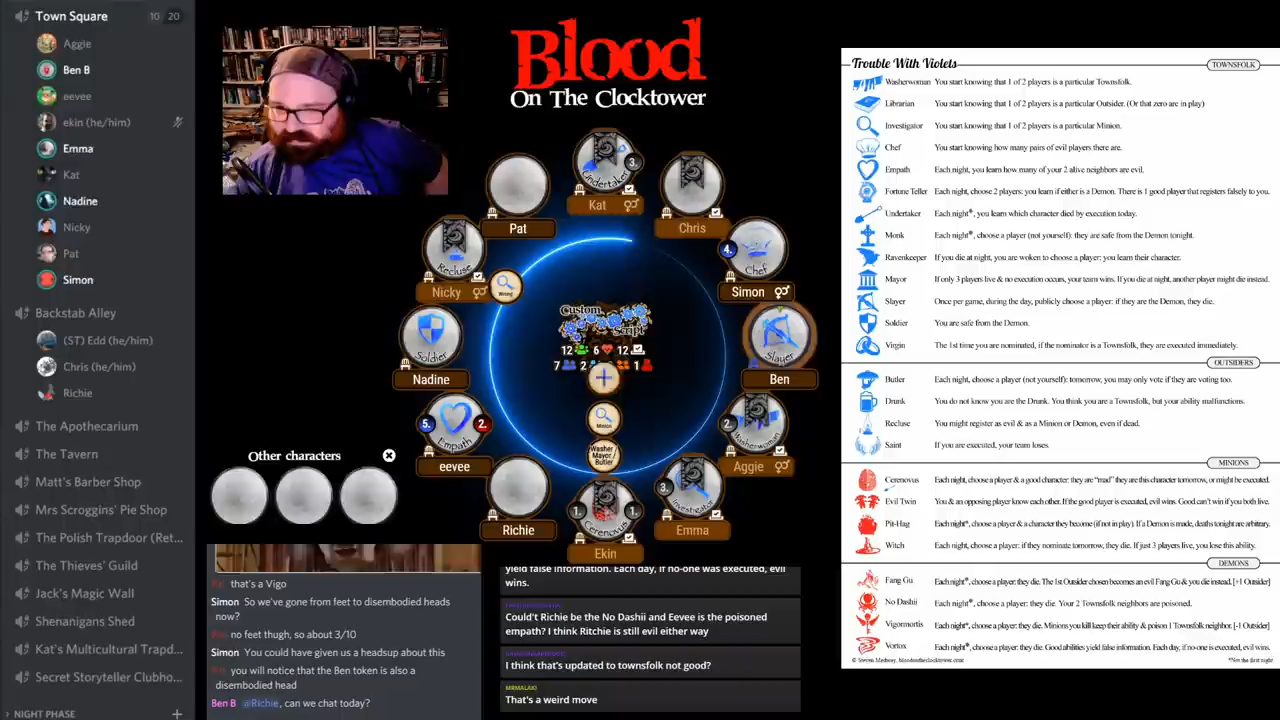 Town Square 10 20
Aggie
Ben B
eevee
ekin (he/him)
Emma
Kat
Nadine
Nicky
Pat
Simon
Backstab Alley
(ST) Edd (he/him)
Chris (he/him)
Richie
The Apothecarium
The Tavern
Matt's Barber Shop
Mrs Scroggins' Pie Shop
The Polish Trapdoor (Ret...
The Thieves' Guild
Jack's Magic Wall
Shenanigans Shed
Kat's Multicultural Trapd...
Secret Storyteller Clubho...
NIGHT PHASE
Blood
On The Clocktower
Undertaker
3.
Kat
Pat
Chris
Recluse
Nicky
Wrong
4.
Chef
Simon
Soldier
Nadine
Custom
Script
12 6 12
7 2 1
Slayer
Ben
5.
Empath
2.
eevee
Minion
Washer/
Mayor/
Butler
2.
Washerwoman
Aggie
Richie
1.
Cerenovus
1.
Ekin
3.
Investigator
Emma
Other characters
that's a Vigo
Simon So we've gone from feet to disembodied heads
now?
Pat no feet thugh, so about 3/10
Simon You could have given us a headsup about this
Pat you will notice that the Ben token is also a
disembodied head
Ben B @Richie, can we chat today?
yield false information. Each day, if no-one was executed, evil
wins.
Could't Richie be the No Dashii and Eevee is the poisoned
empath? I think Ritchie is still evil either way
I think that's updated to townsfolk not good?
MRMALAKI
That's a weird move
Trouble With Violets
TOWNSFOLK
Washerwoman You start knowing that 1 of 2 players is a particular Townsfolk.
Librarian You start knowing that 1 of 2 players is a particular Outsider. (Or that zero are in play)
Investigator You start knowing that 1 of 2 players is a particular Minion.
Chef You start knowing how many pairs of evil players there are.
Empath Each night, you learn how many of your 2 alive neighbors are evil.
Fortune Teller Each night, choose 2 players: you learn if either is a Demon. There is 1 good player that registers falsely to you.
Undertaker Each night*, you learn which character died by execution today.
Monk Each night*, choose a player (not yourself): they are safe from the Demon tonight.
Ravenkeeper If you die at night, you are woken to choose a player: you learn their character.
Mayor If only 3 players live & no execution occurs, your team wins. If you die at night, another player might die instead.
Slayer Once per game, during the day, publicly choose a player: if they are the Demon, they die.
Soldier You are safe from the Demon.
Virgin The 1st time you are nominated, if the nominator is a Townsfolk, they are executed immediately.
OUTSIDERS
Butler Each night, choose a player (not yourself): tomorrow, you may only vote if they are voting too.
Drunk You do not know you are the Drunk. You think you are a Townsfolk, but your ability malfunctions.
Recluse You might register as evil & as a Minion or Demon, even if dead.
Saint If you are executed, your team loses.
MINIONS
Cerenovus Each night, choose a player & a good character: they are "mad" they are this character tomorrow, or might be executed.
Evil Twin You & an opposing player know each other. If the good player is executed, evil wins. Good can't win if you both live.
Pit-Hag Each night*, choose a player & a character they become (if not in play). If a Demon is made, deaths tonight are arbitrary.
Witch Each night, choose a player: if they nominate tomorrow, they die. If just 3 players live, you lose this ability.
DEMONS
Fang Gu Each night*, choose a player: they die. The 1st Outsider chosen becomes an evil Fang Gu & you die instead. [+1 Outsider]
No Dashii Each night*, choose a player: they die. Your 2 Townsfolk neighbors are poisoned.
Vigormortis Each night*, choose a player: they die. Minions you kill keep their ability & poison 1 Townsfolk neighbor. [-1 Outsider]
Vortox Each night*, choose a player: they die. Good abilities yield false information. Each day, if no-one is executed, evil wins.
© Steven Medway, bloodontheclocktower.com *Not the first night